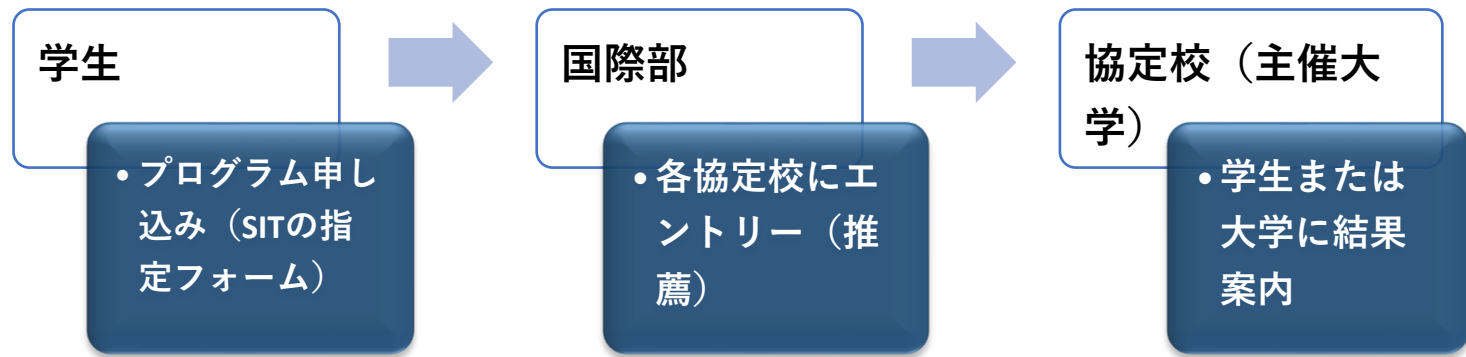 学生
・プログラム申し
込み（SITの指
定フォーム）
国際部
・各協定校にエ
ントリー（推
薦）
協定校（主催大
学）
・学生または
大学に結果
案内